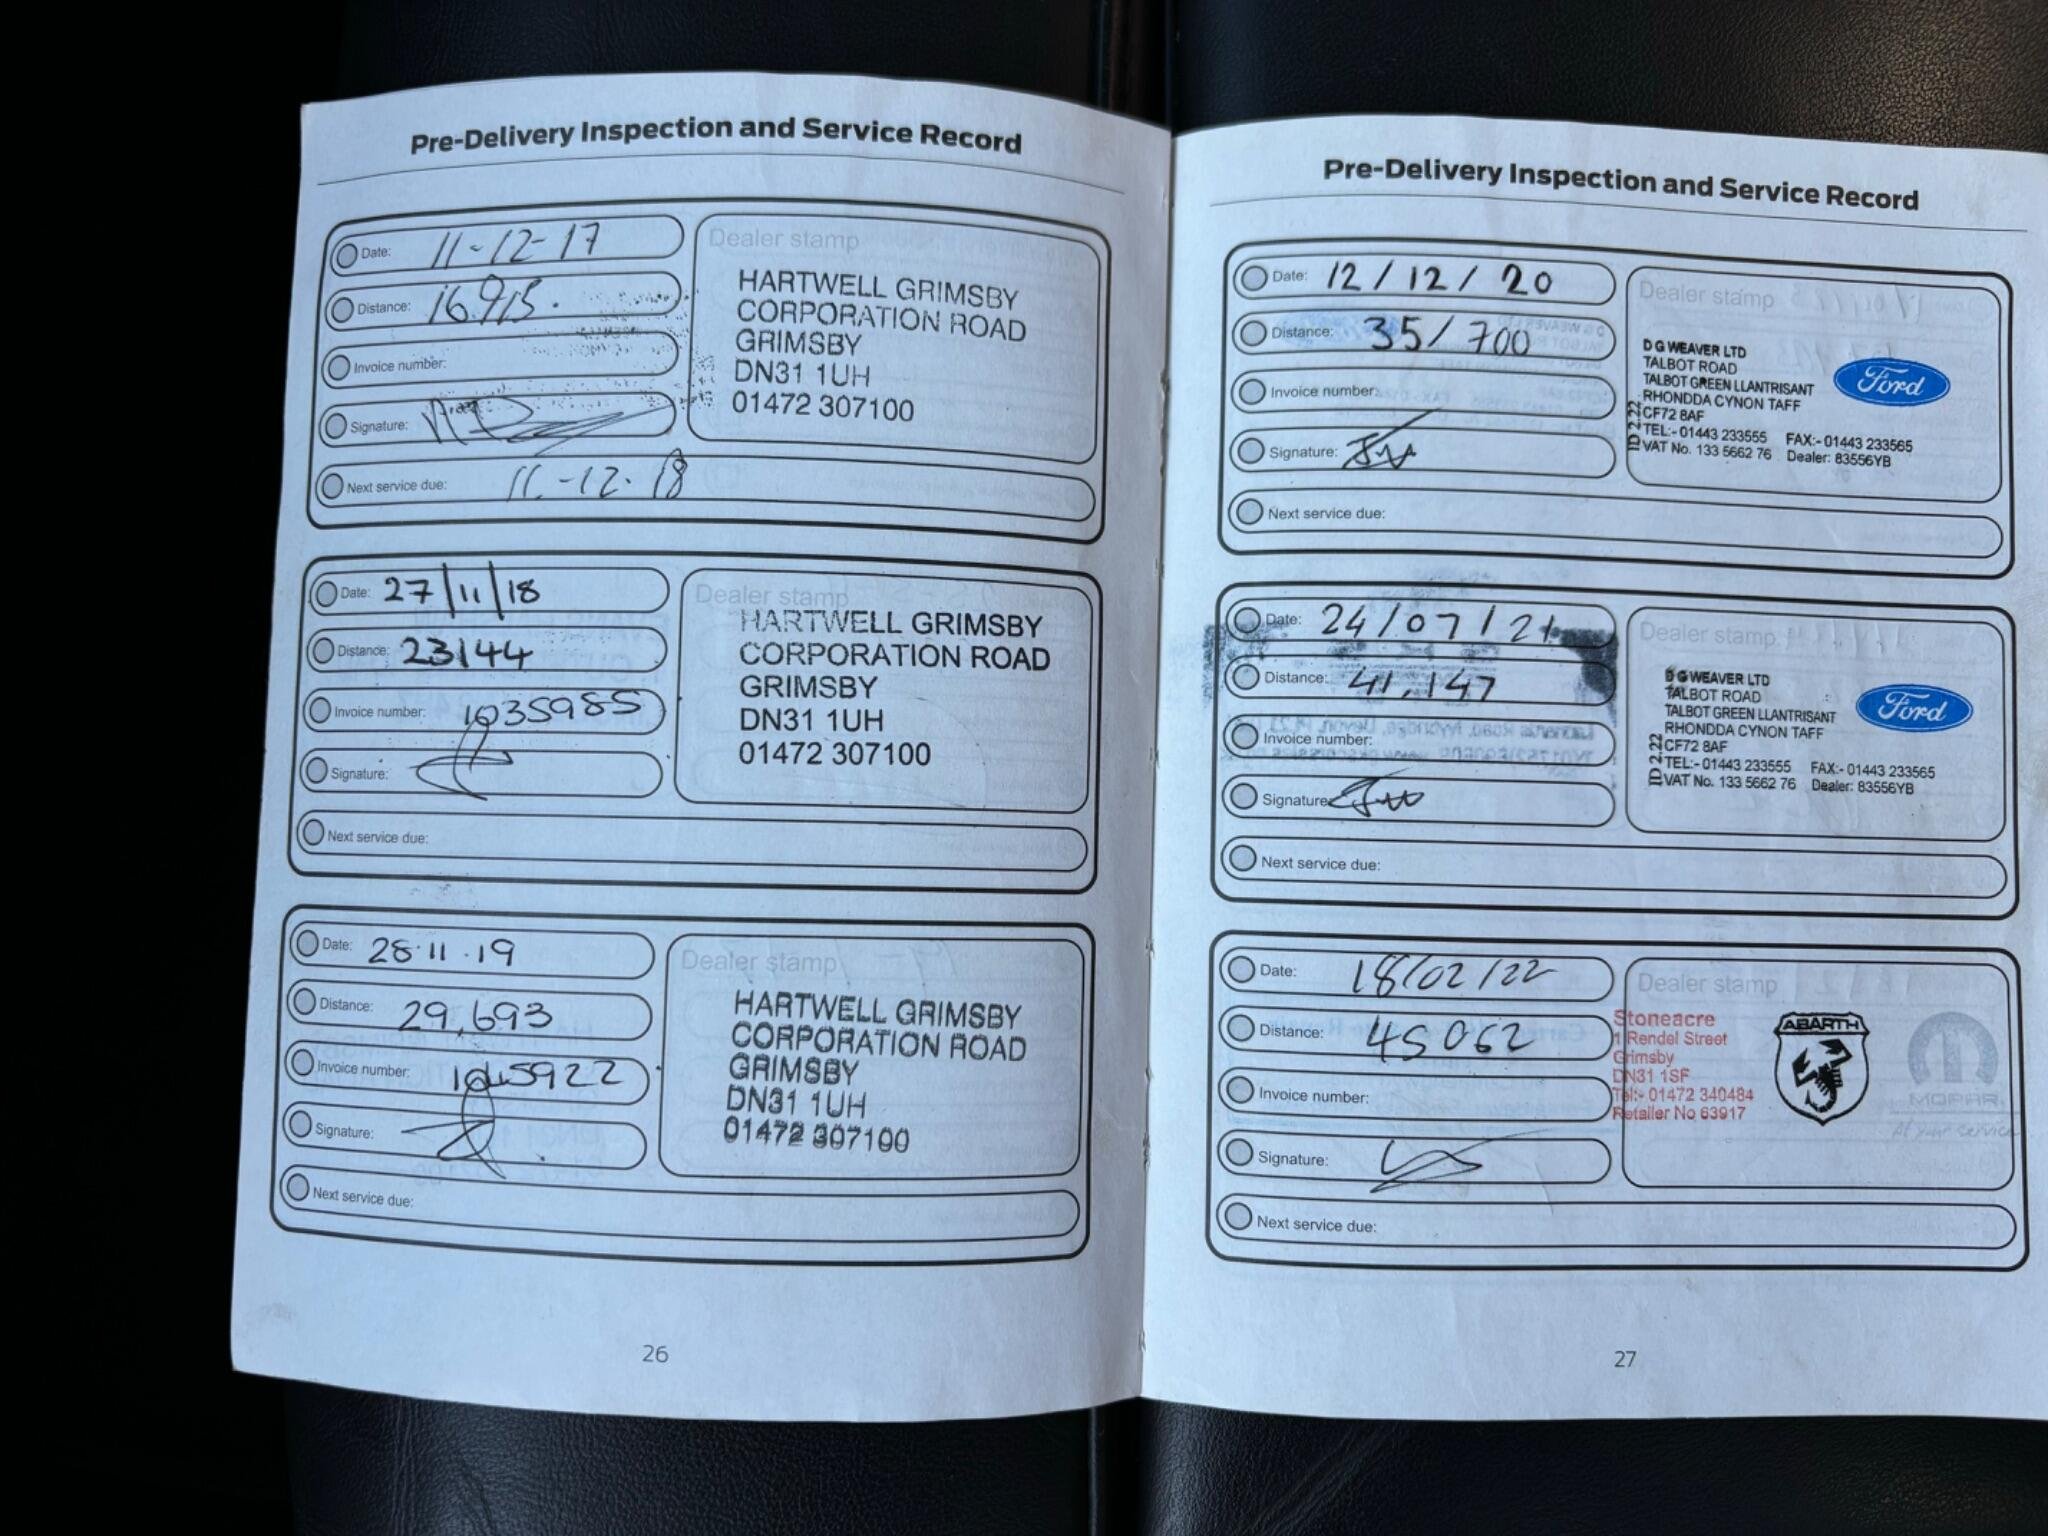 Pre-Delivery Inspection and Service Record
Date: 11-12-17
Distance: 16915.
Invoice number:
Signature:
Next service due: 11.-12.18
Dealer stamp
HARTWELL GRIMSBY
CORPORATION ROAD
GRIMSBY
DN31 1UH
01472 307100
Date: 27/11/18
Distance: 23144
Invoice number: 1035985
Signature:
Next service due:
Dealer stamp
HARTWELL GRIMSBY
CORPORATION ROAD
GRIMSBY
DN31 1UH
01472 307100
Date: 28.11.19
Distance: 29,693
Invoice number: 1045922
Signature:
Next service due:
Dealer stamp
HARTWELL GRIMSBY
CORPORATION ROAD
GRIMSBY
DN31 1UH
01472 307100
26
Pre-Delivery Inspection and Service Record
Date: 12/12/20
Distance: 35/700
Invoice number:
Signature:
Next service due:
Dealer stamp
D G WEAVER LTD
TALBOT ROAD
TALBOT GREEN LLANTRISANT
RHONDDA CYNON TAFF
CF72 8AF
TEL:- 01443 233555 FAX:- 01443 233565
VAT No. 133 5662 76 Dealer: 83556YB
ID 2.22
Ford
Date: 24/07/21
Distance: 41,147
Invoice number:
Signature:
Next service due:
Dealer stamp
D G WEAVER LTD
TALBOT ROAD
TALBOT GREEN LLANTRISANT
RHONDDA CYNON TAFF
CF72 8AF
TEL:- 01443 233555 FAX:- 01443 233565
VAT No. 133 5662 76 Dealer: 83556YB
ID 2.22
Ford
Date: 18/02/22
Distance: 45062
Invoice number:
Signature:
Next service due:
Dealer stamp
Stoneacre
1 Rendel Street
Grimsby
DN31 1SF
Tel:- 01472 340484
Retailer No 63917
ABARTH
27